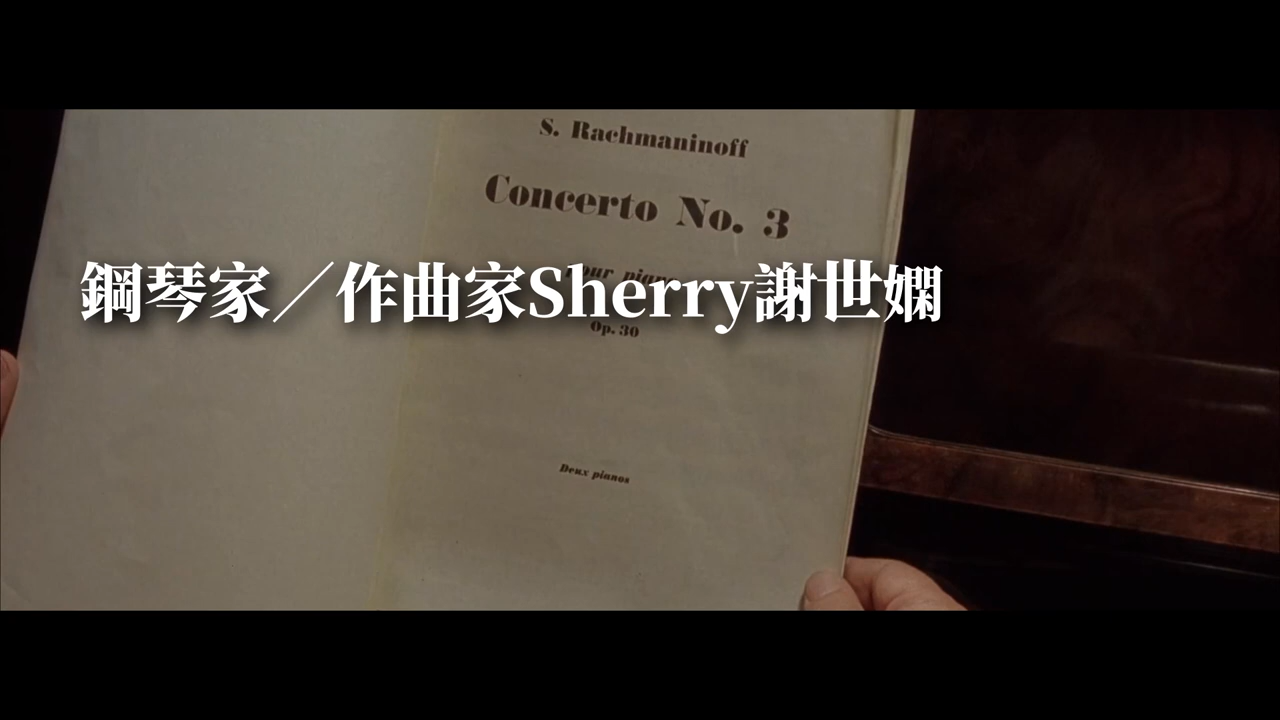 S. Rachmaninoff
Concerto No. 3
鋼琴家／作曲家Sherry謝世嫻
Op. 30
Deux pianos